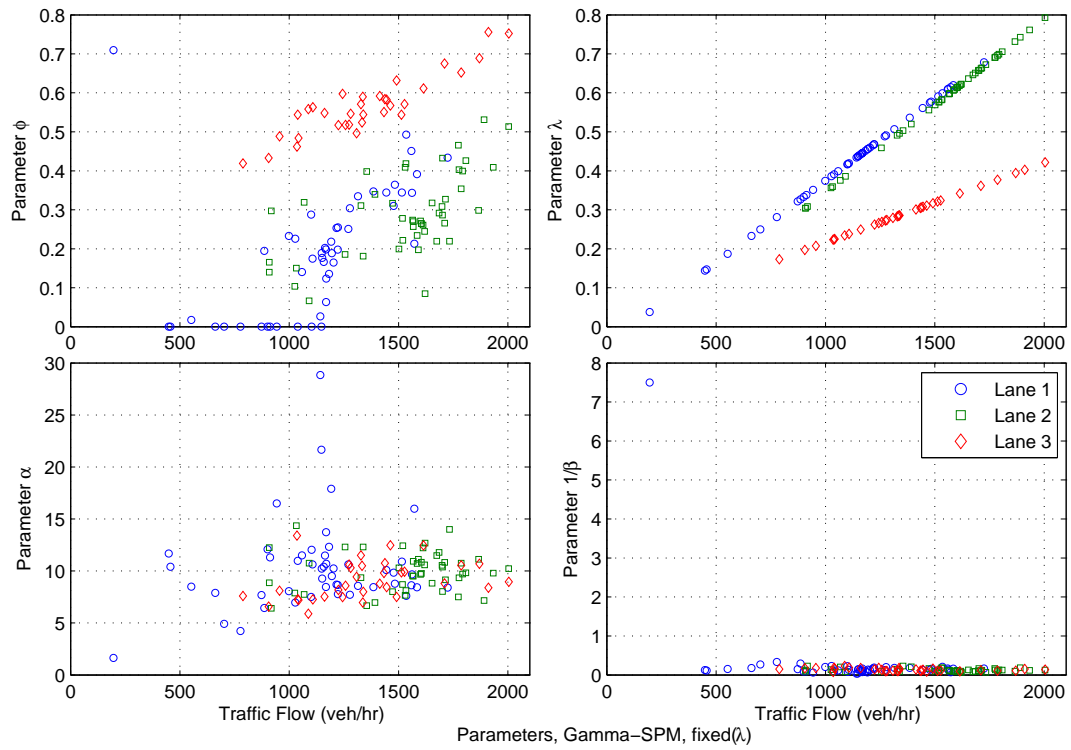 0.8
0.7
0.6
0.5
0.4
0.3
0.2
0.1
0
Parameter ϕ
0 500 1000 1500 2000
0.8
0.7
0.6
0.5
0.4
0.3
0.2
0.1
0
Parameter λ
0 500 1000 1500 2000
30
25
20
15
10
5
0
Parameter α
0 500 1000 1500 2000
Traffic Flow (veh/hr)
8
7
6
5
4
3
2
1
0
Parameter 1/β
Lane 1
Lane 2
Lane 3
0 500 1000 1500 2000
Traffic Flow (veh/hr)
Parameters, Gamma−SPM, fixed(λ)